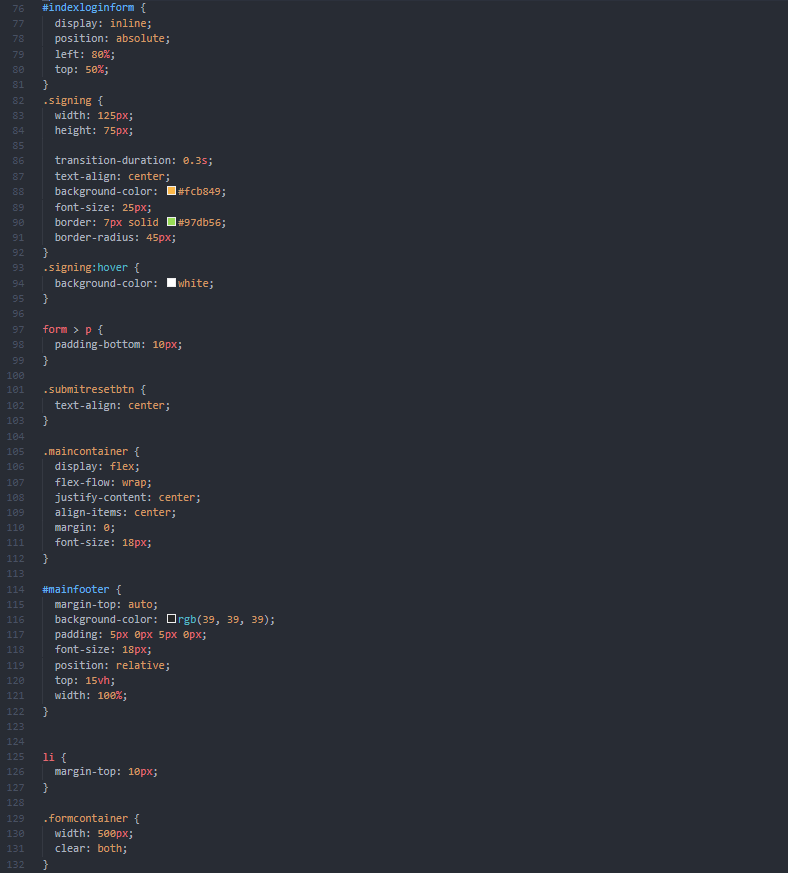 76 #indexloginform {
77 display: inline;
78 position: absolute;
79 left: 80%;
80 top: 50%;
81 }
82 .signing {
83 width: 125px;
84 height: 75px;
85
86 transition-duration: 0.3s;
87 text-align: center;
88 background-color: #fcb849;
89 font-size: 25px;
90 border: 7px solid #97db56;
91 border-radius: 45px;
92 }
93 .signing:hover {
94 background-color: white;
95 }
96
97 form > p {
98 padding-bottom: 10px;
99 }
100
101 .submitresetbtn {
102 text-align: center;
103 }
104
105 .maincontainer {
106 display: flex;
107 flex-flow: wrap;
108 justify-content: center;
109 align-items: center;
110 margin: 0;
111 font-size: 18px;
112 }
113
114 #mainfooter {
115 margin-top: auto;
116 background-color: rgb(39, 39, 39);
117 padding: 5px 0px 5px 0px;
118 font-size: 18px;
119 position: relative;
120 top: 15vh;
121 width: 100%;
122 }
123
124
125 li {
126 margin-top: 10px;
127 }
128
129 .formcontainer {
130 width: 500px;
131 clear: both;
132 }